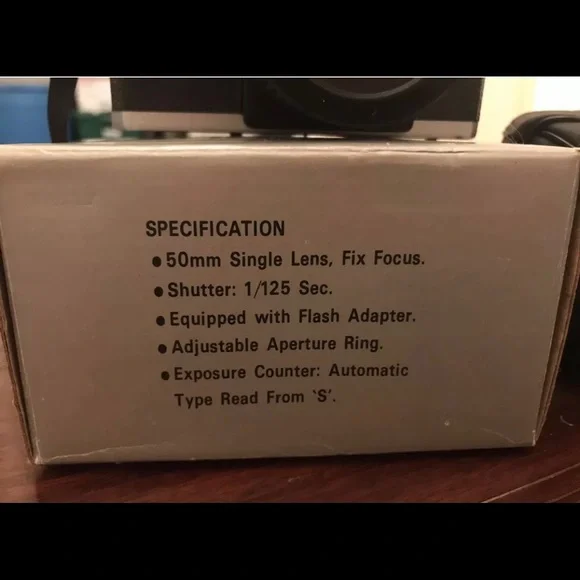 SPECIFICATION
● 50mm Single Lens, Fix Focus.
● Shutter: 1/125 Sec.
● Equipped with Flash Adapter.
● Adjustable Aperture Ring.
● Exposure Counter: Automatic
Type Read From 'S'.